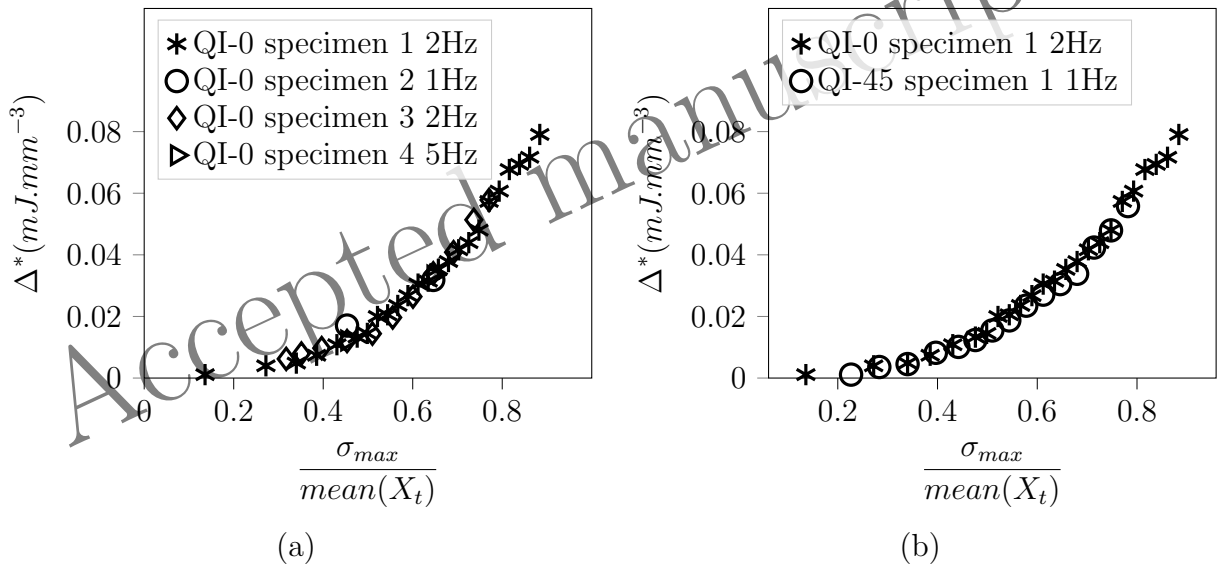 Accepted manuscript
QI-0 specimen 1 2Hz
QI-0 specimen 2 1Hz
QI-0 specimen 3 2Hz
QI-0 specimen 4 5Hz
Δ*(mJ.mm⁻³)
0.08
0.06
0.04
0.02
0
0 0.2 0.4 0.6 0.8
σmax
mean(Xt)
(a)
QI-0 specimen 1 2Hz
QI-45 specimen 1 1Hz
Δ*(mJ.mm⁻³)
0.08
0.06
0.04
0.02
0
0.2 0.4 0.6 0.8
σmax
mean(Xt)
(b)